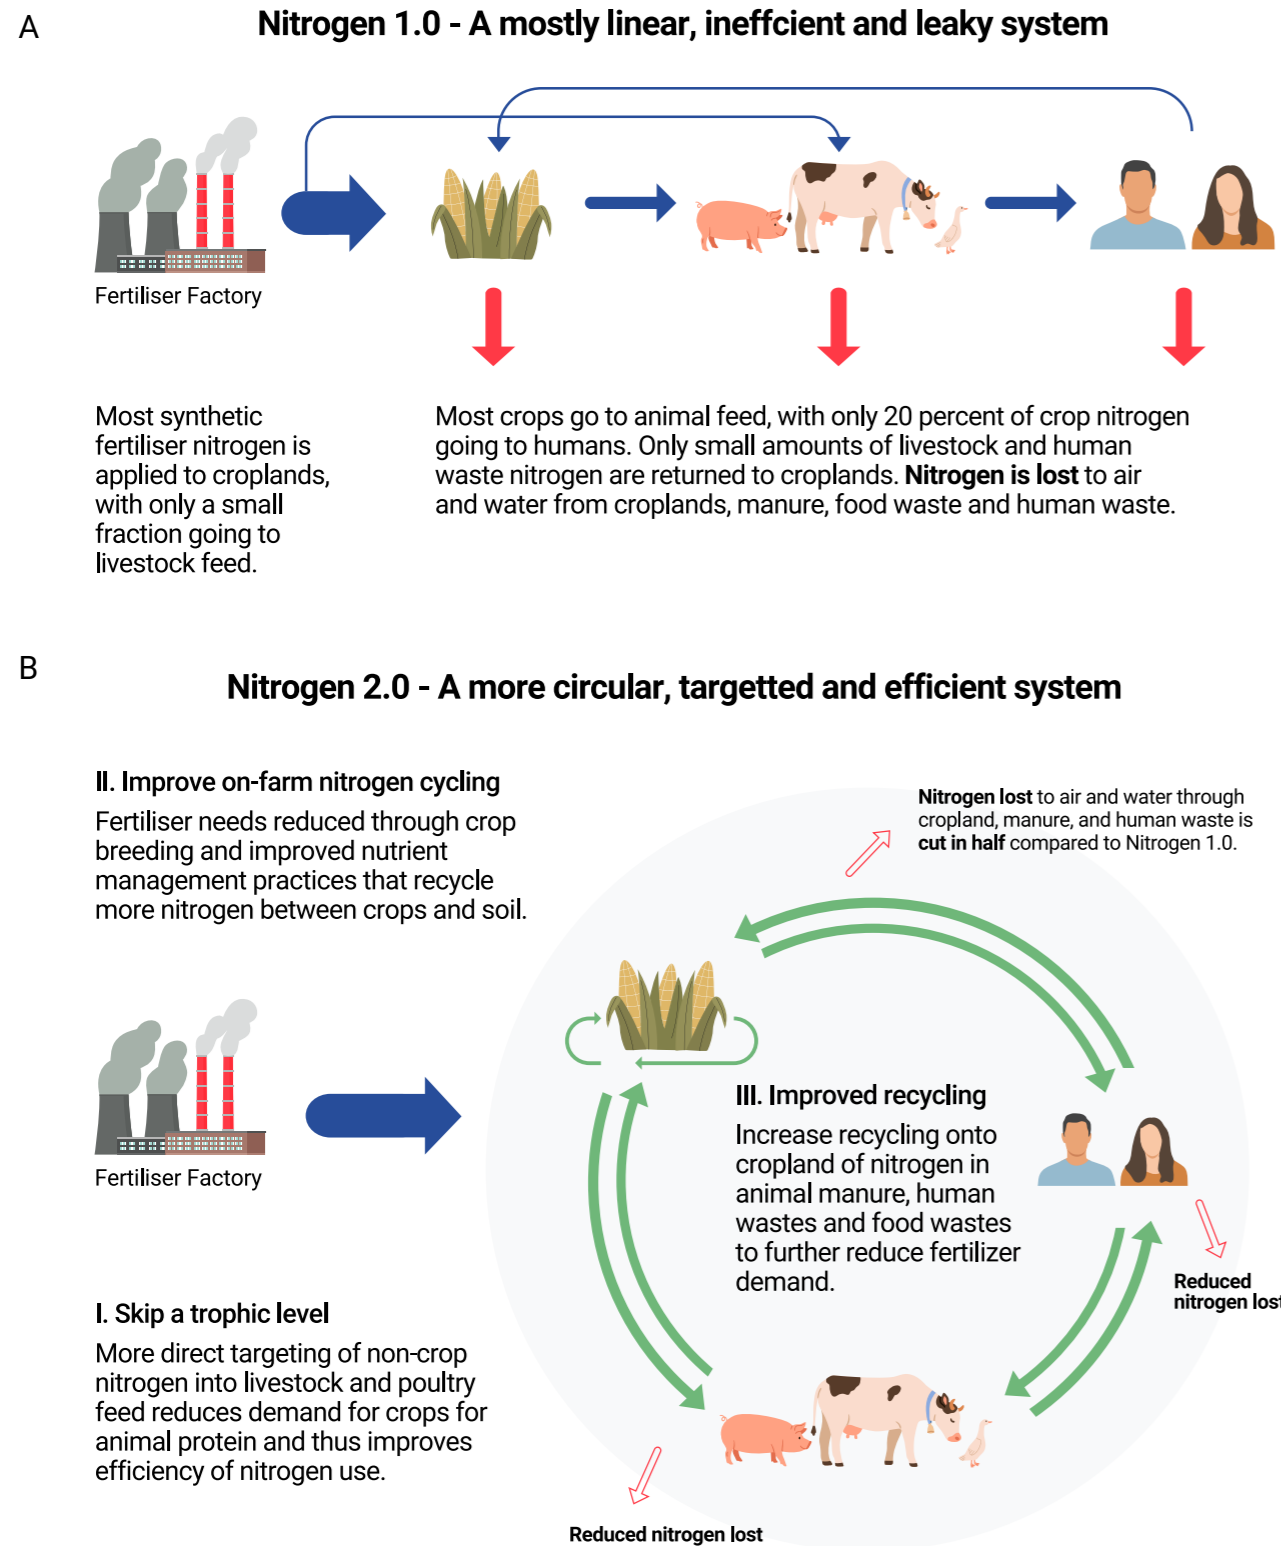 A
Nitrogen 1.0 - A mostly linear, ineffcient and leaky system
Fertiliser Factory
Most synthetic
fertiliser nitrogen is
applied to croplands,
with only a small
fraction going to
livestock feed.
Most crops go to animal feed, with only 20 percent of crop nitrogen
going to humans. Only small amounts of livestock and human
waste nitrogen are returned to croplands. Nitrogen is lost to air
and water from croplands, manure, food waste and human waste.
B
Nitrogen 2.0 - A more circular, targetted and efficient system
II. Improve on-farm nitrogen cycling
Fertiliser needs reduced through crop
breeding and improved nutrient
management practices that recycle
more nitrogen between crops and soil.
Nitrogen lost to air and water through
cropland, manure, and human waste is
cut in half compared to Nitrogen 1.0.
Fertiliser Factory
III. Improved recycling
Increase recycling onto
cropland of nitrogen in
animal manure, human
wastes and food wastes
to further reduce fertilizer
demand.
Reduced
nitrogen lost
I. Skip a trophic level
More direct targeting of non-crop
nitrogen into livestock and poultry
feed reduces demand for crops for
animal protein and thus improves
efficiency of nitrogen use.
Reduced nitrogen lost